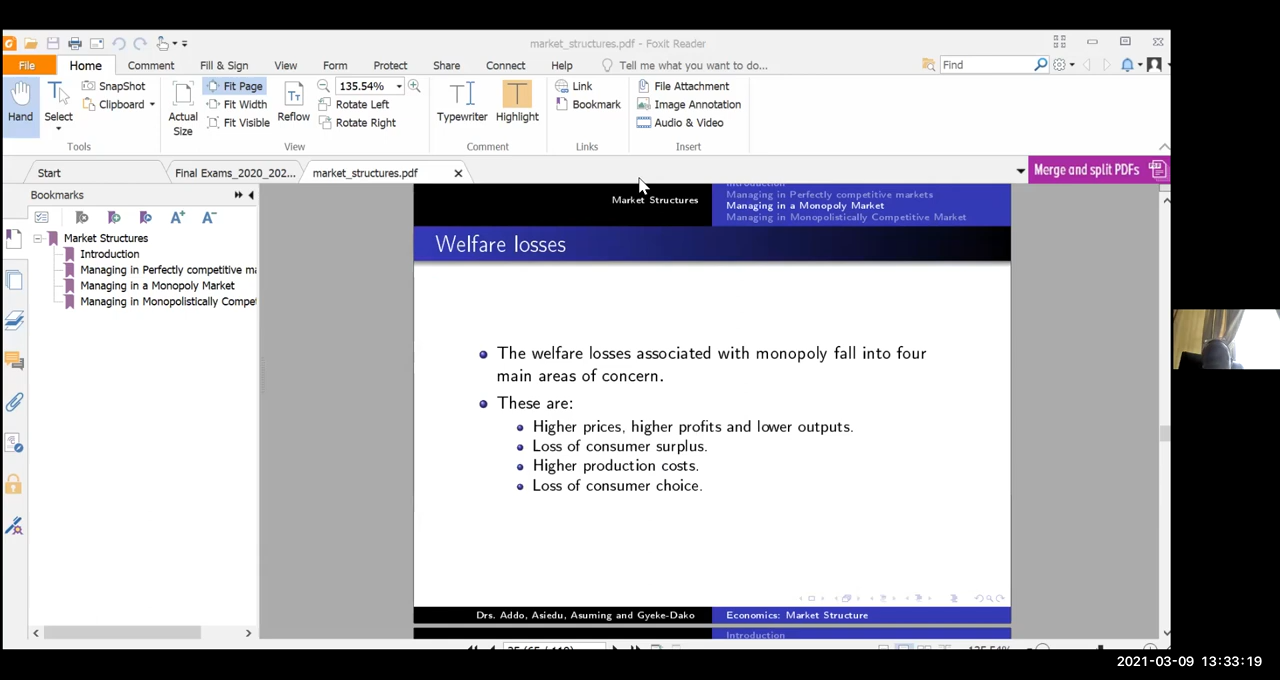 market_structures.pdf - Foxit Reader
File Home Comment Fill & Sign View Form Protect Share Connect Help Tell me what you want to do... Find
Hand
Select
SnapShot
Clipboard
Tools
Actual Size
Fit Page
Fit Width
Fit Visible
Reflow
135.54%
Rotate Left
Rotate Right
View
Typewriter
Highlight
Comment
Link
Bookmark
Links
File Attachment
Image Annotation
Audio & Video
Insert
Start Final Exams_2020_202... market_structures.pdf
Merge and split PDFs
Bookmarks
Market Structures
Introduction
Managing in Perfectly competitive ma
Managing in a Monopoly Market
Managing in Monopolistically Compet
Market Structures
Introduction
Managing in Perfectly competitive markets
Managing in a Monopoly Market
Managing in Monopolistically Competitive Market
Welfare losses
The welfare losses associated with monopoly fall into four
main areas of concern.
These are:
Higher prices, higher profits and lower outputs.
Loss of consumer surplus.
Higher production costs.
Loss of consumer choice.
Drs. Addo, Asiedu, Asuming and Gyeke-Dako Economics: Market Structure
Introduction
135.54%
2021-03-09 13:33:19